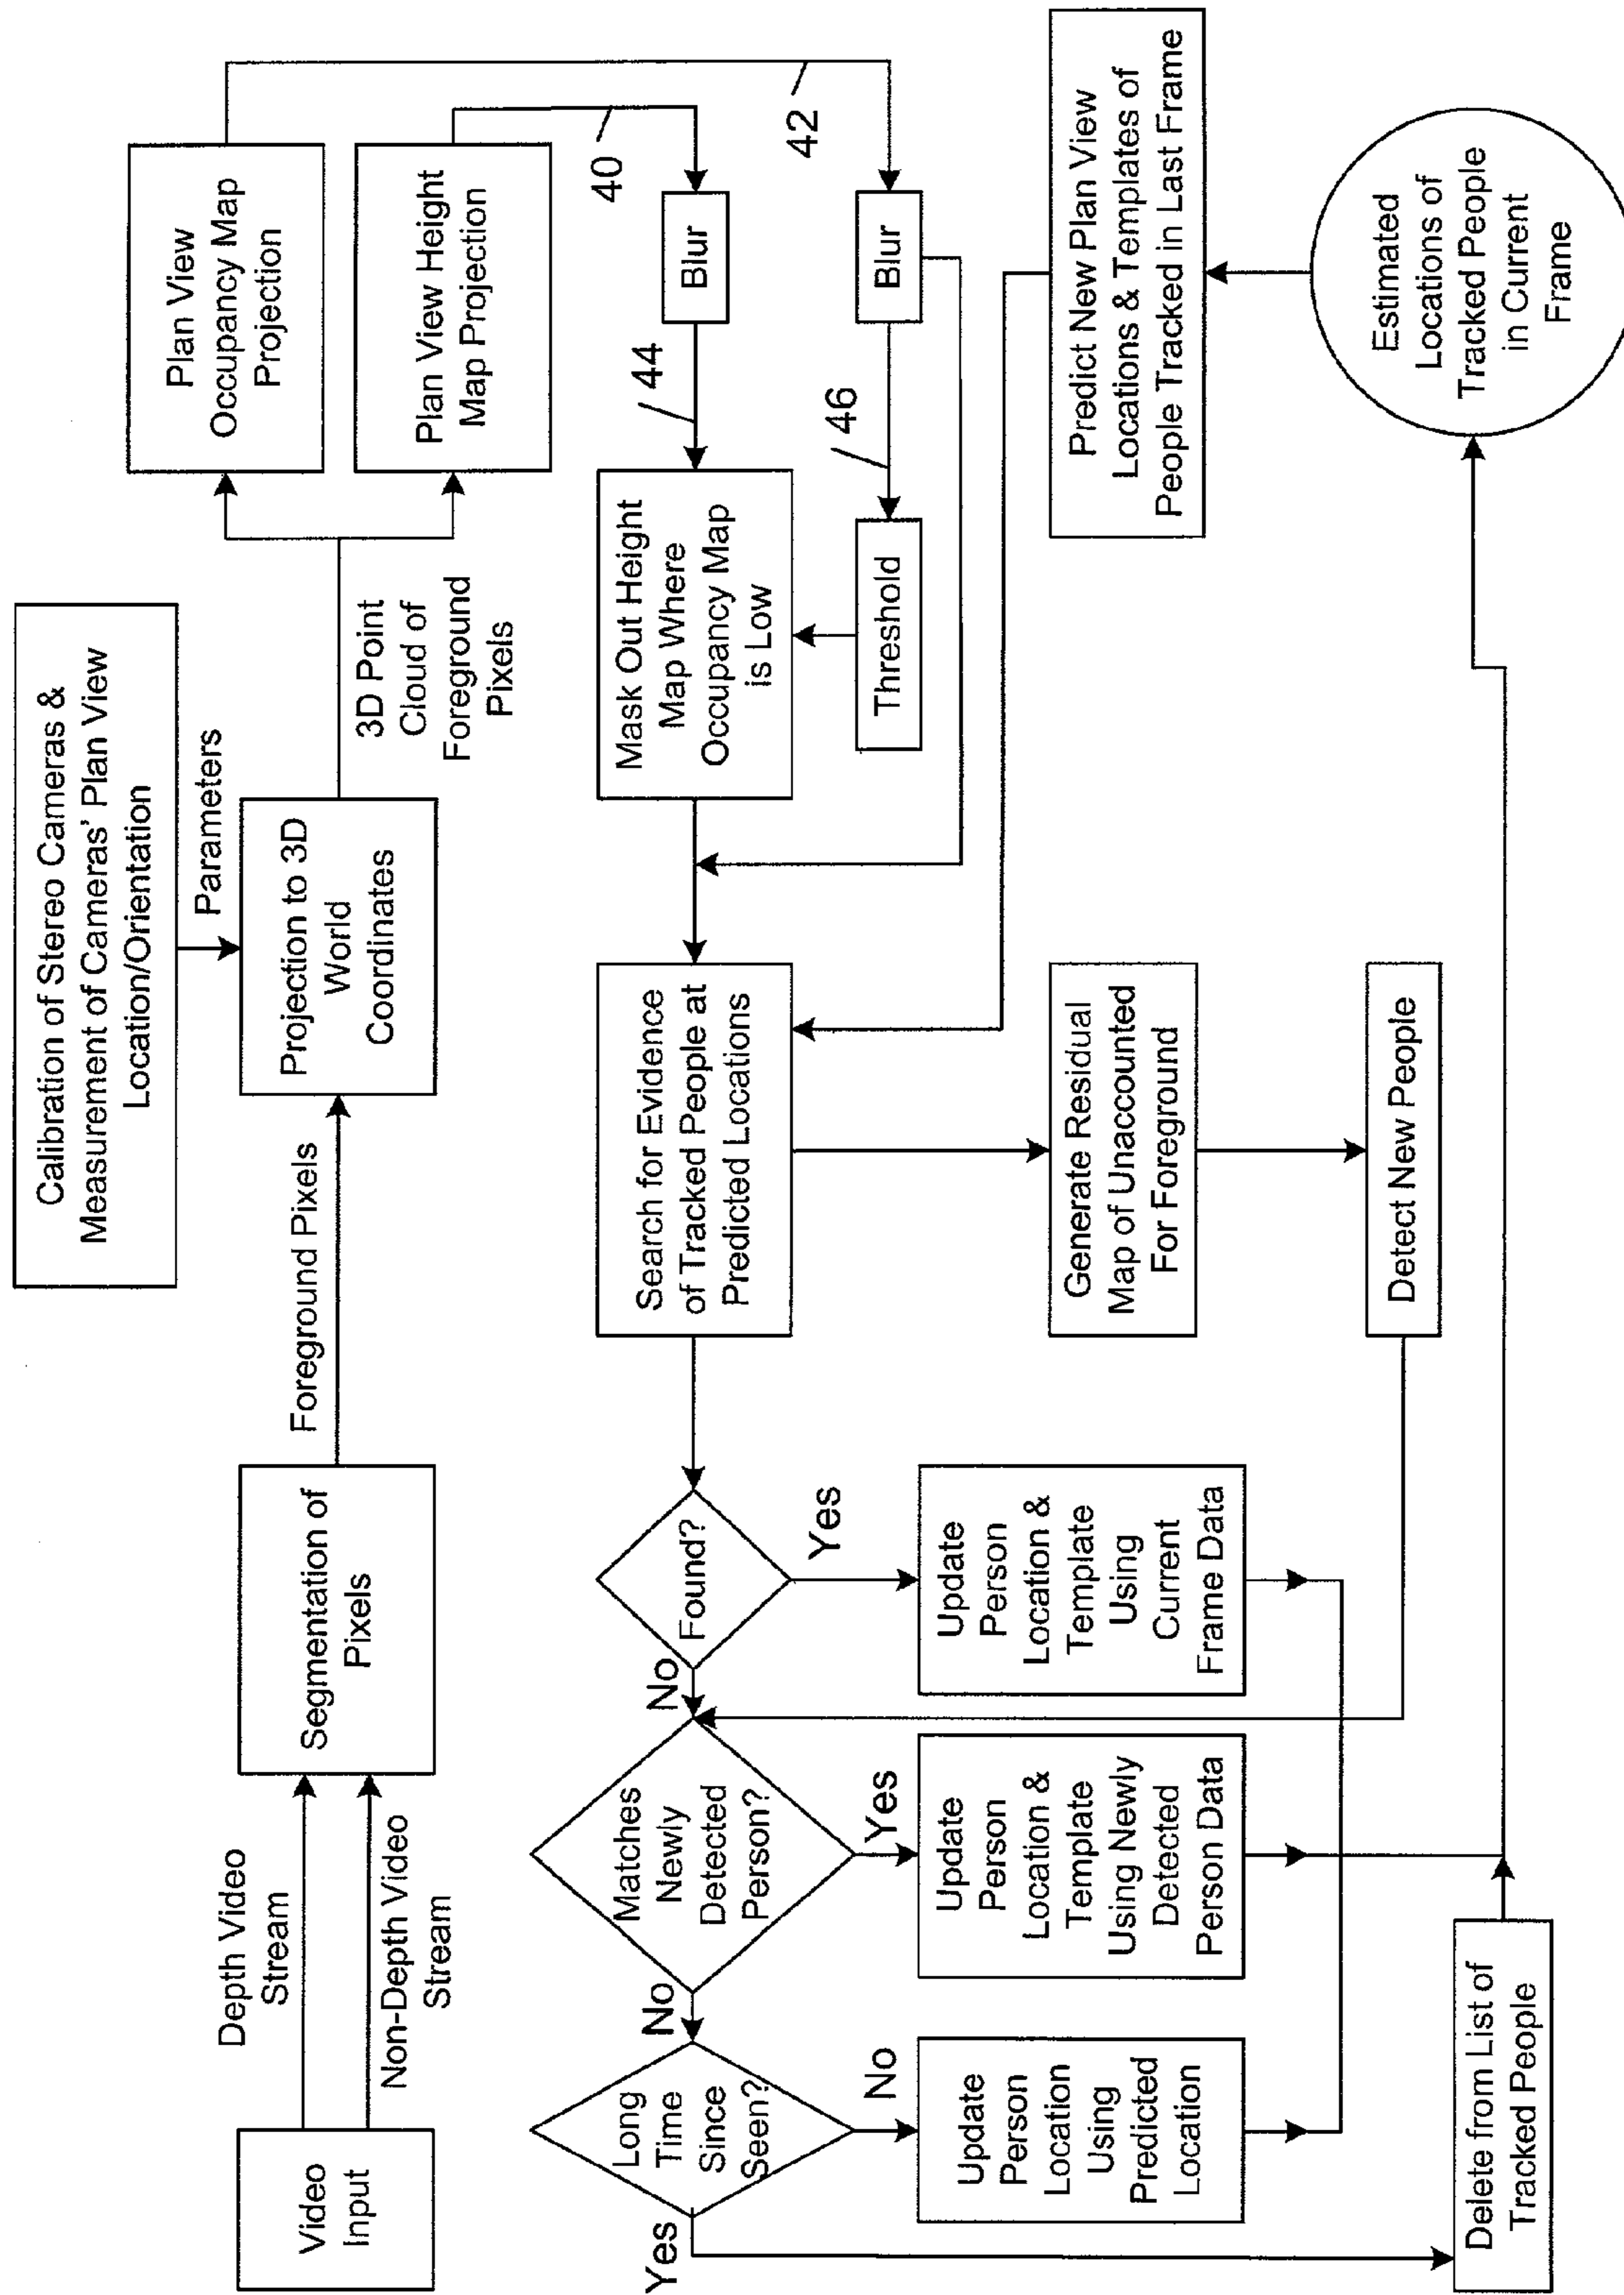 Calibration of Stereo Cameras &
Measurement of Cameras' Plan View
Location/Orientation
Parameters
Video
Input
Depth Video
Stream
Non-Depth Video
Stream
Segmentation of
Pixels
Foreground Pixels
Projection to 3D
World
Coordinates
3D Point
Cloud of
Foreground
Pixels
Plan View
Occupancy Map
Projection
Plan View Height
Map Projection
40
42
Blur
Blur
44
46
Mask Out Height
Map Where
Occupancy Map
is Low
Threshold
Search for Evidence
of Tracked People at
Predicted Locations
Found?
Yes
No
Matches
Newly
Detected
Person?
Yes
No
Long
Time
Since
Seen?
No
Yes
Update
Person
Location &
Template
Using
Current
Frame Data
Update
Person
Location &
Template
Using Newly
Detected
Person Data
Update
Person
Location
Using
Predicted
Location
Generate Residual
Map of Unaccounted
For Foreground
Detect New People
Predict New Plan View
Locations & Templates of
People Tracked in Last Frame
Estimated
Locations of
Tracked People
in Current
Frame
Delete from List of
Tracked People